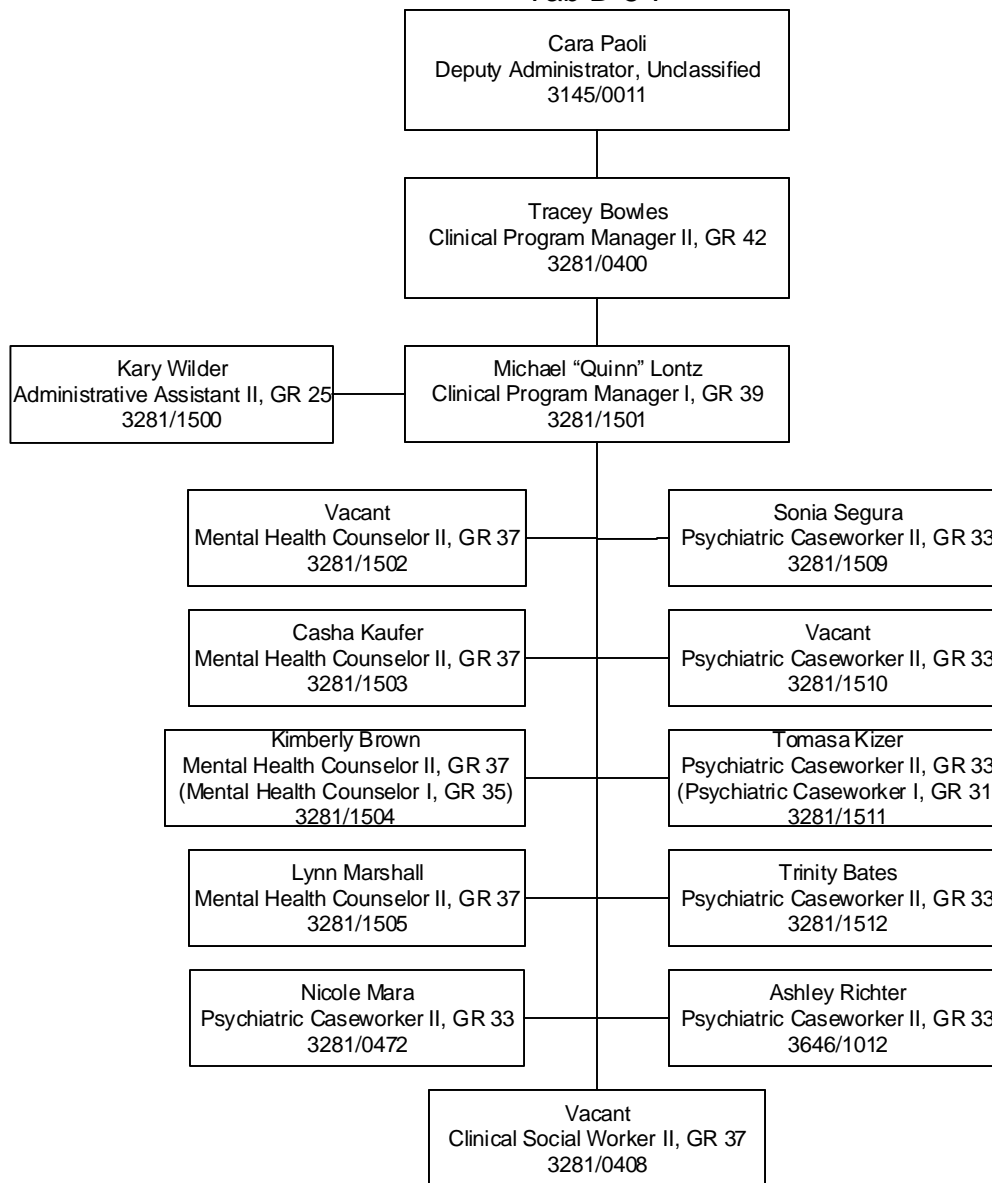 Cara Paoli
Deputy Administrator, Unclassified
3145/0011
Tracey Bowles
Clinical Program Manager II, GR 42
3281/0400
Kary Wilder
Administrative Assistant II, GR 25
3281/1500
Michael “Quinn” Lontz
Clinical Program Manager I, GR 39
3281/1501
Vacant
Mental Health Counselor II, GR 37
3281/1502
Sonia Segura
Psychiatric Caseworker II, GR 33
3281/1509
Casha Kaufer
Mental Health Counselor II, GR 37
3281/1503
Vacant
Psychiatric Caseworker II, GR 33
3281/1510
Kimberly Brown
Mental Health Counselor II, GR 37
(Mental Health Counselor I, GR 35)
3281/1504
Tomasa Kizer
Psychiatric Caseworker II, GR 33
(Psychiatric Caseworker I, GR 31
3281/1511
Lynn Marshall
Mental Health Counselor II, GR 37
3281/1505
Trinity Bates
Psychiatric Caseworker II, GR 33
3281/1512
Nicole Mara
Psychiatric Caseworker II, GR 33
3281/0472
Ashley Richter
Psychiatric Caseworker II, GR 33
3646/1012
Vacant
Clinical Social Worker II, GR 37
3281/0408